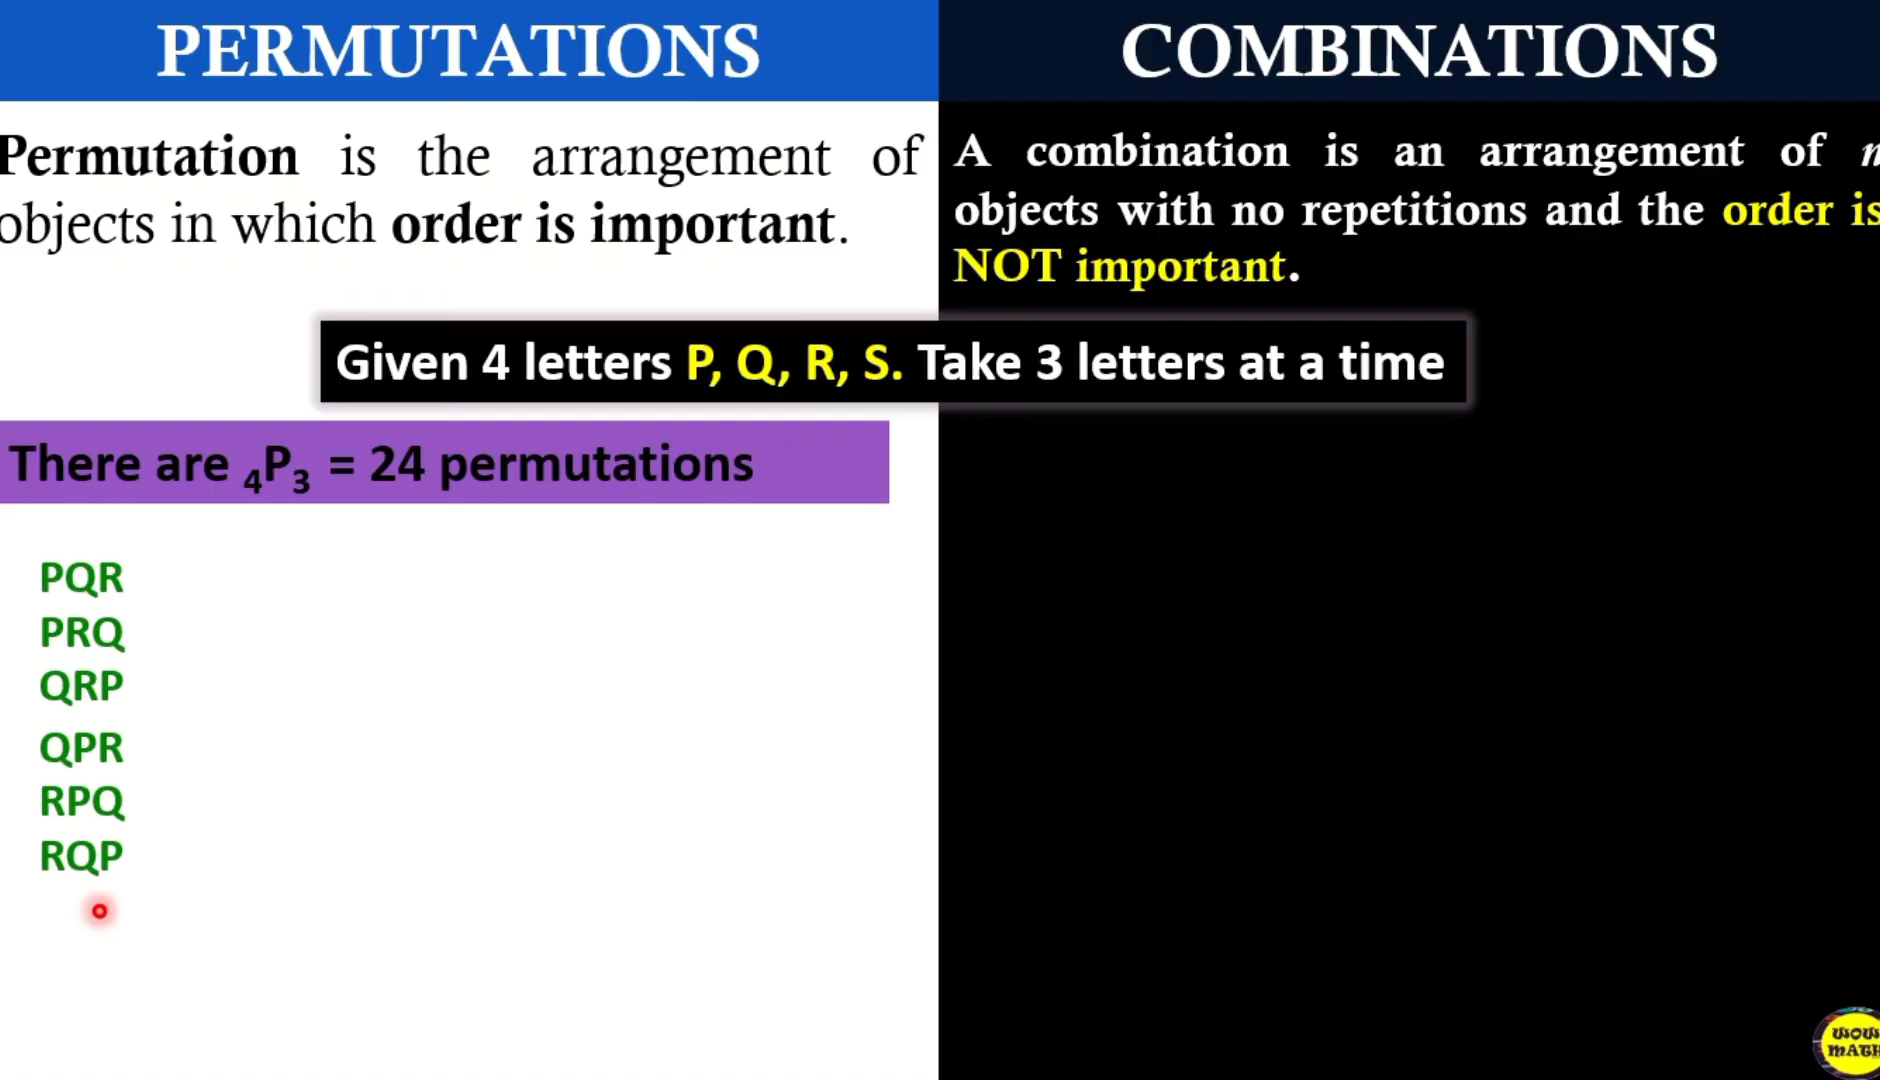 PERMUTATIONS
COMBINATIONS
Permutation is the arrangement of
objects in which order is important.
A combination is an arrangement of n
objects with no repetitions and the order is
NOT important.
Given 4 letters P, Q, R, S. Take 3 letters at a time
There are ₄P₃ = 24 permutations
PQR
PRQ
QRP
QPR
RPQ
RQP
WOW
MATH